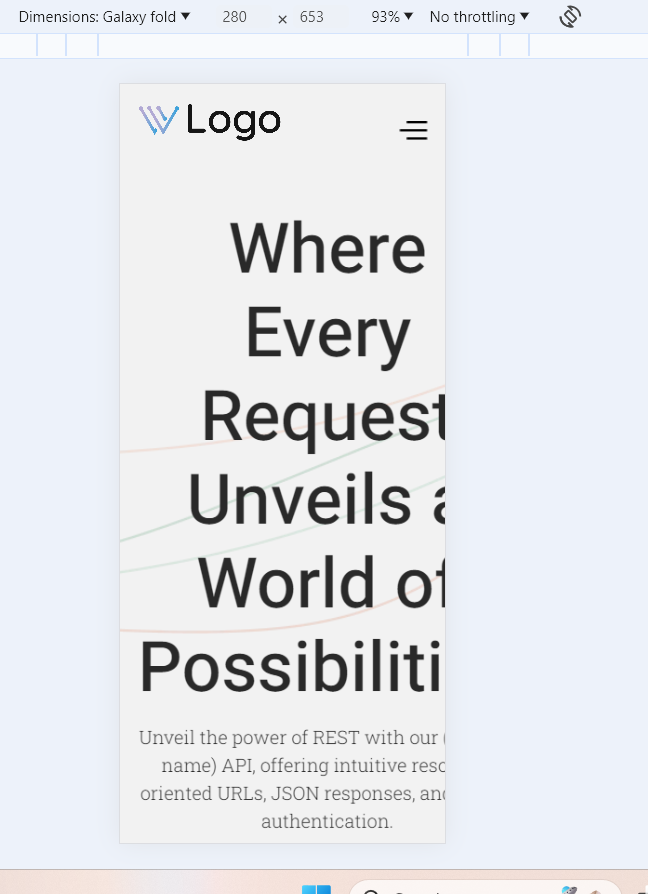 Dimensions: Galaxy fold ▼ 280 × 653 93% ▼ No throttling ▼
Logo
Where
Every
Request
Unveils a
World of
Possibiliti
Unveil the power of REST with our (
name) API, offering intuitive reso
oriented URLs, JSON responses, and
authentication.